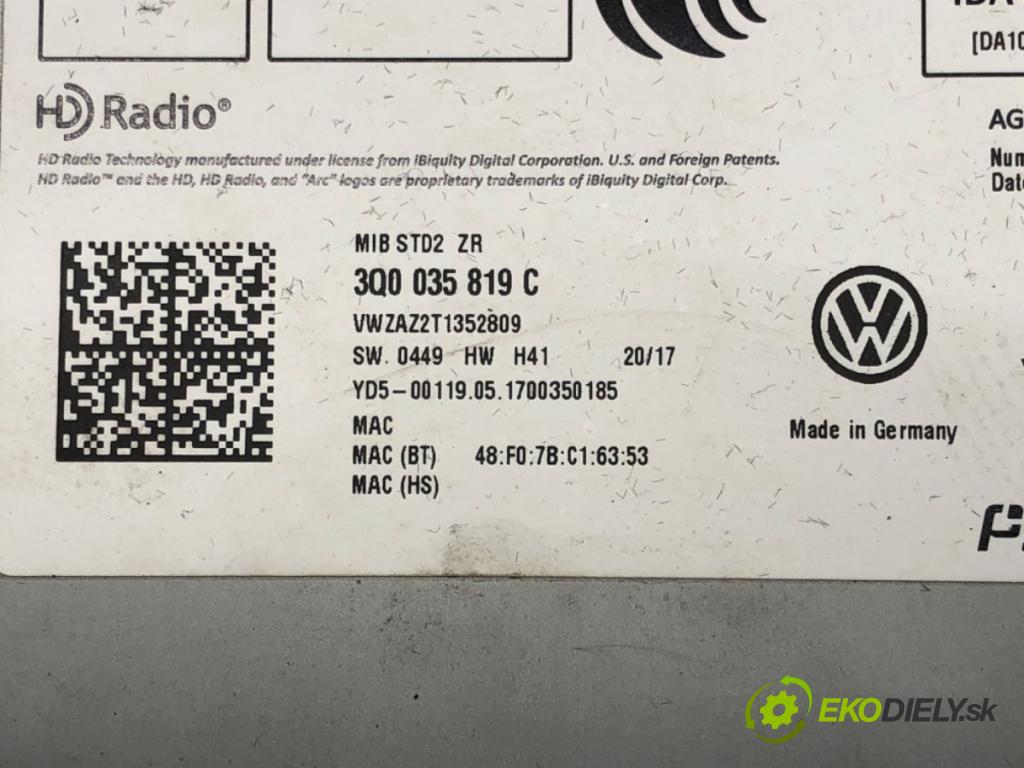 [DA10
HD Radio®
AG
HD Radio Technology manufactured under license from iBiquity Digital Corporation. U.S. and Foreign Patents.
Num
HD Radio™ and the HD, HD Radio, and "Arc" logos are proprietary trademarks of iBiquity Digital Corp.
Date
MIB STD2 ZR
3Q0 035 819 C
VWZAZ2T1352809
SW. 0449 HW H41 20/17
YD5-00119.05.1700350185
MAC
MAC (BT) 48:F0:7B:C1:63:53
MAC (HS)
Made in Germany
EKODIELY.sk